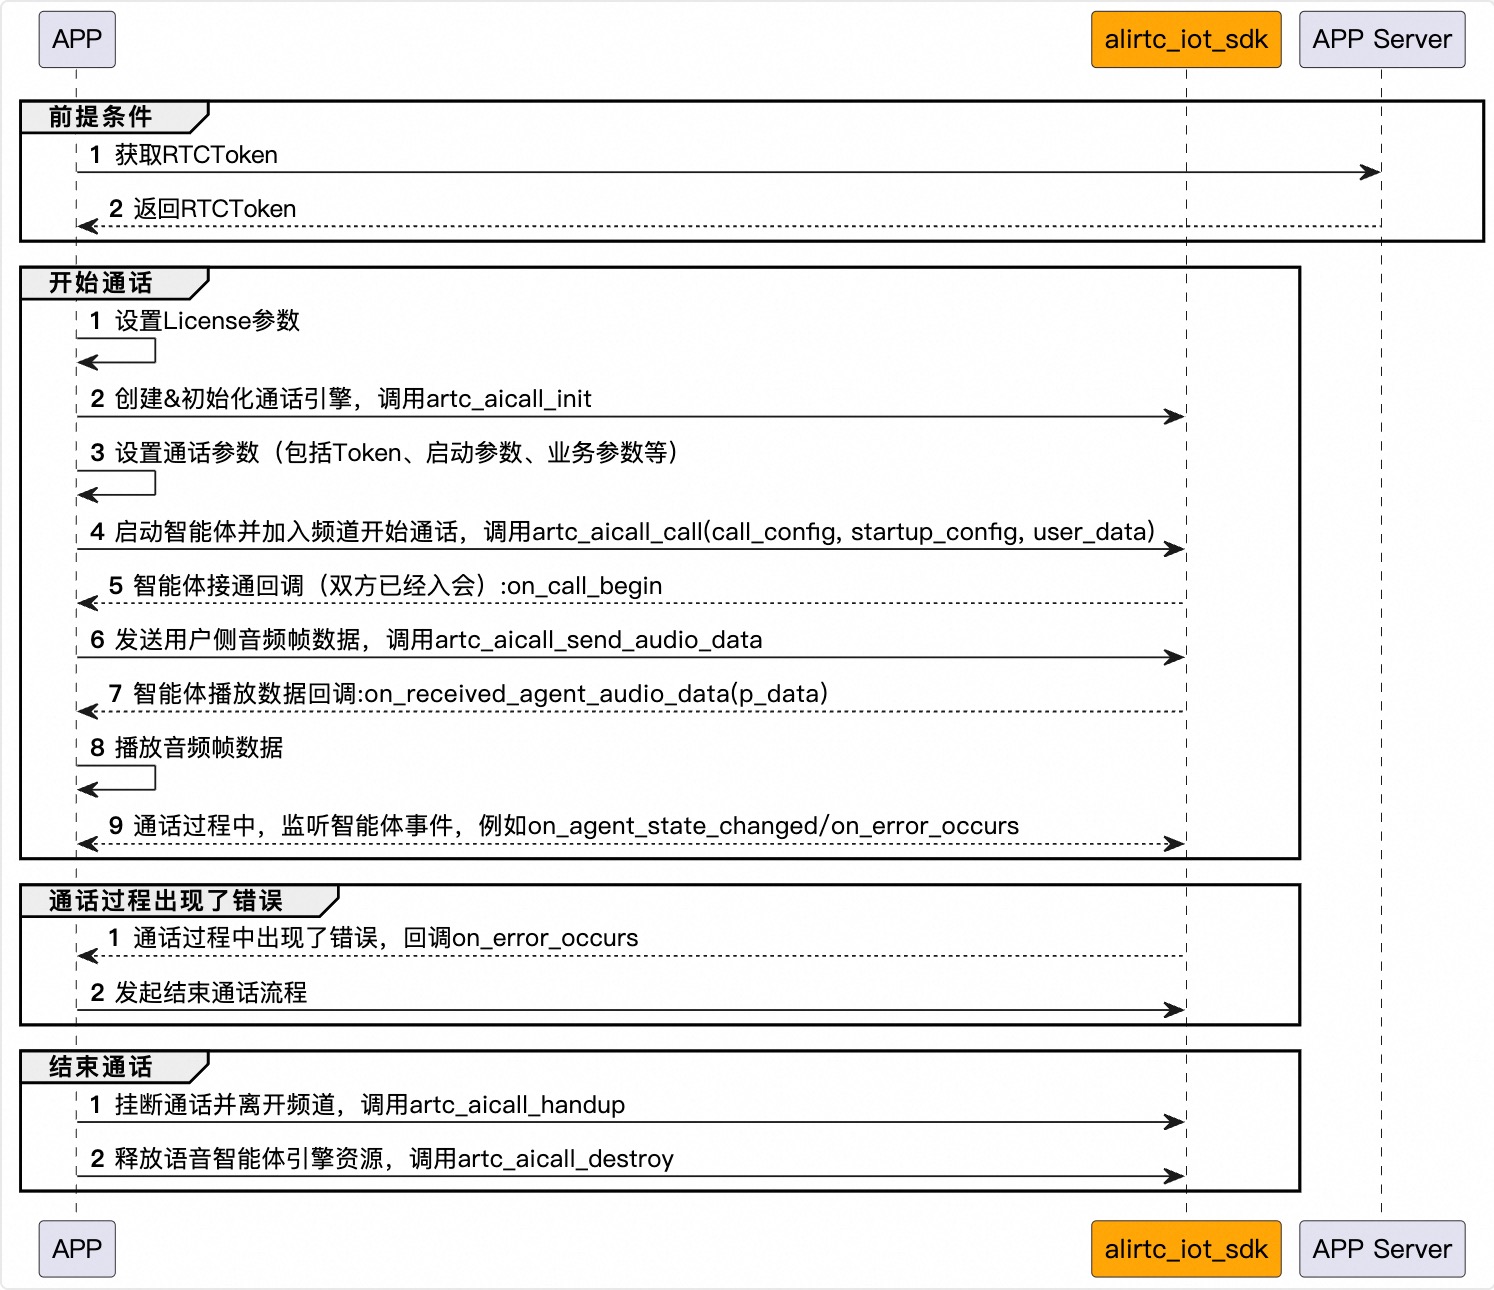 APP
alirtc_iot_sdk
APP Server
前提条件
1 获取RTCToken
2 返回RTCToken
开始通话
1 设置License参数
2 创建&初始化通话引擎，调用artc_aicall_init
3 设置通话参数（包括Token、启动参数、业务参数等）
4 启动智能体并加入频道开始通话，调用artc_aicall_call(call_config, startup_config, user_data)
5 智能体接通回调（双方已经入会）:on_call_begin
6 发送用户侧音频帧数据，调用artc_aicall_send_audio_data
7 智能体播放数据回调:on_received_agent_audio_data(p_data)
8 播放音频帧数据
9 通话过程中，监听智能体事件，例如on_agent_state_changed/on_error_occurs
通话过程出现了错误
1 通话过程中出现了错误，回调on_error_occurs
2 发起结束通话流程
结束通话
1 挂断通话并离开频道，调用artc_aicall_handup
2 释放语音智能体引擎资源，调用artc_aicall_destroy
APP
alirtc_iot_sdk
APP Server